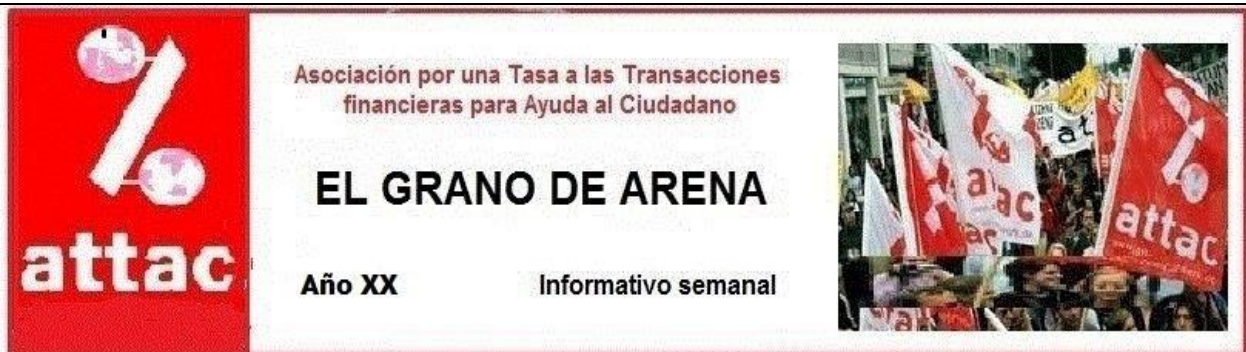 attac
Asociación por una Tasa a las Transacciones
financieras para Ayuda al Ciudadano
EL GRANO DE ARENA
Año XX
Informativo semanal
attac
attac